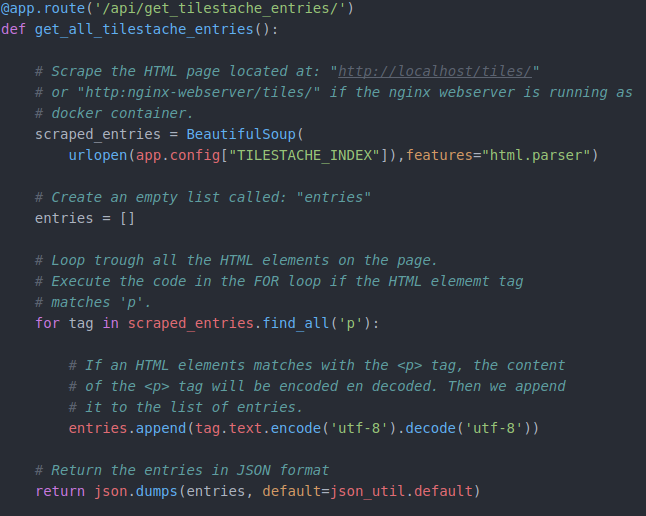 @app.route('/api/get_tilestache_entries/')
def get_all_tilestache_entries():
# Scrape the HTML page located at: "http://localhost/tiles/"
# or "http:nginx-webserver/tiles/" if the nginx webserver is running as
# docker container.
scraped_entries = BeautifulSoup(
urlopen(app.config["TILESTACHE_INDEX"]),features="html.parser")
# Create an empty list called: "entries"
entries = []
# Loop trough all the HTML elements on the page.
# Execute the code in the FOR loop if the HTML elememt tag
# matches 'p'.
for tag in scraped_entries.find_all('p'):
# If an HTML elements matches with the <p> tag, the content
# of the <p> tag will be encoded en decoded. Then we append
# it to the list of entries.
entries.append(tag.text.encode('utf-8').decode('utf-8'))
# Return the entries in JSON format
return json.dumps(entries, default=json_util.default)